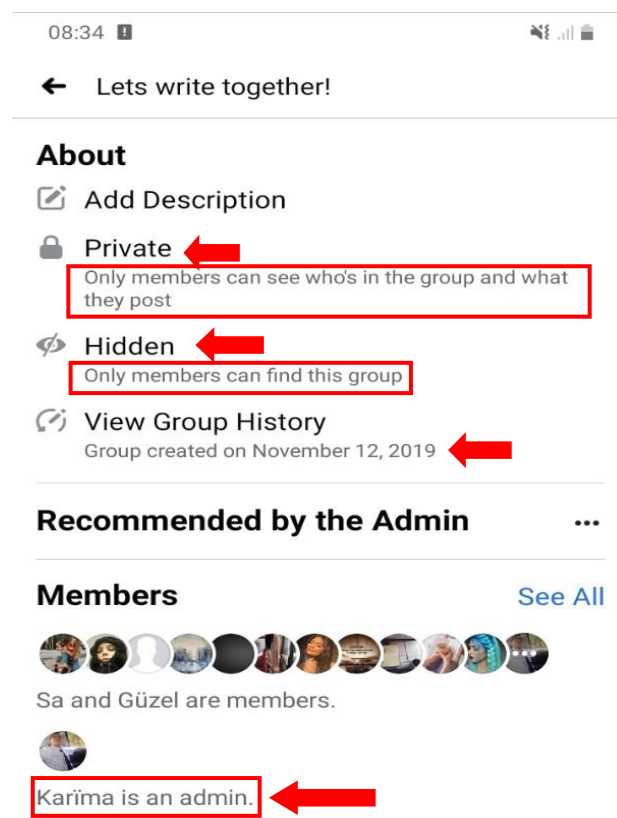 08:34
Lets write together!
About
Add Description
Private
Only members can see who's in the group and what
they post
Hidden
Only members can find this group
View Group History
Group created on November 12, 2019
Recommended by the Admin
Members
See All
Sa and Güzel are members.
Karïma is an admin.